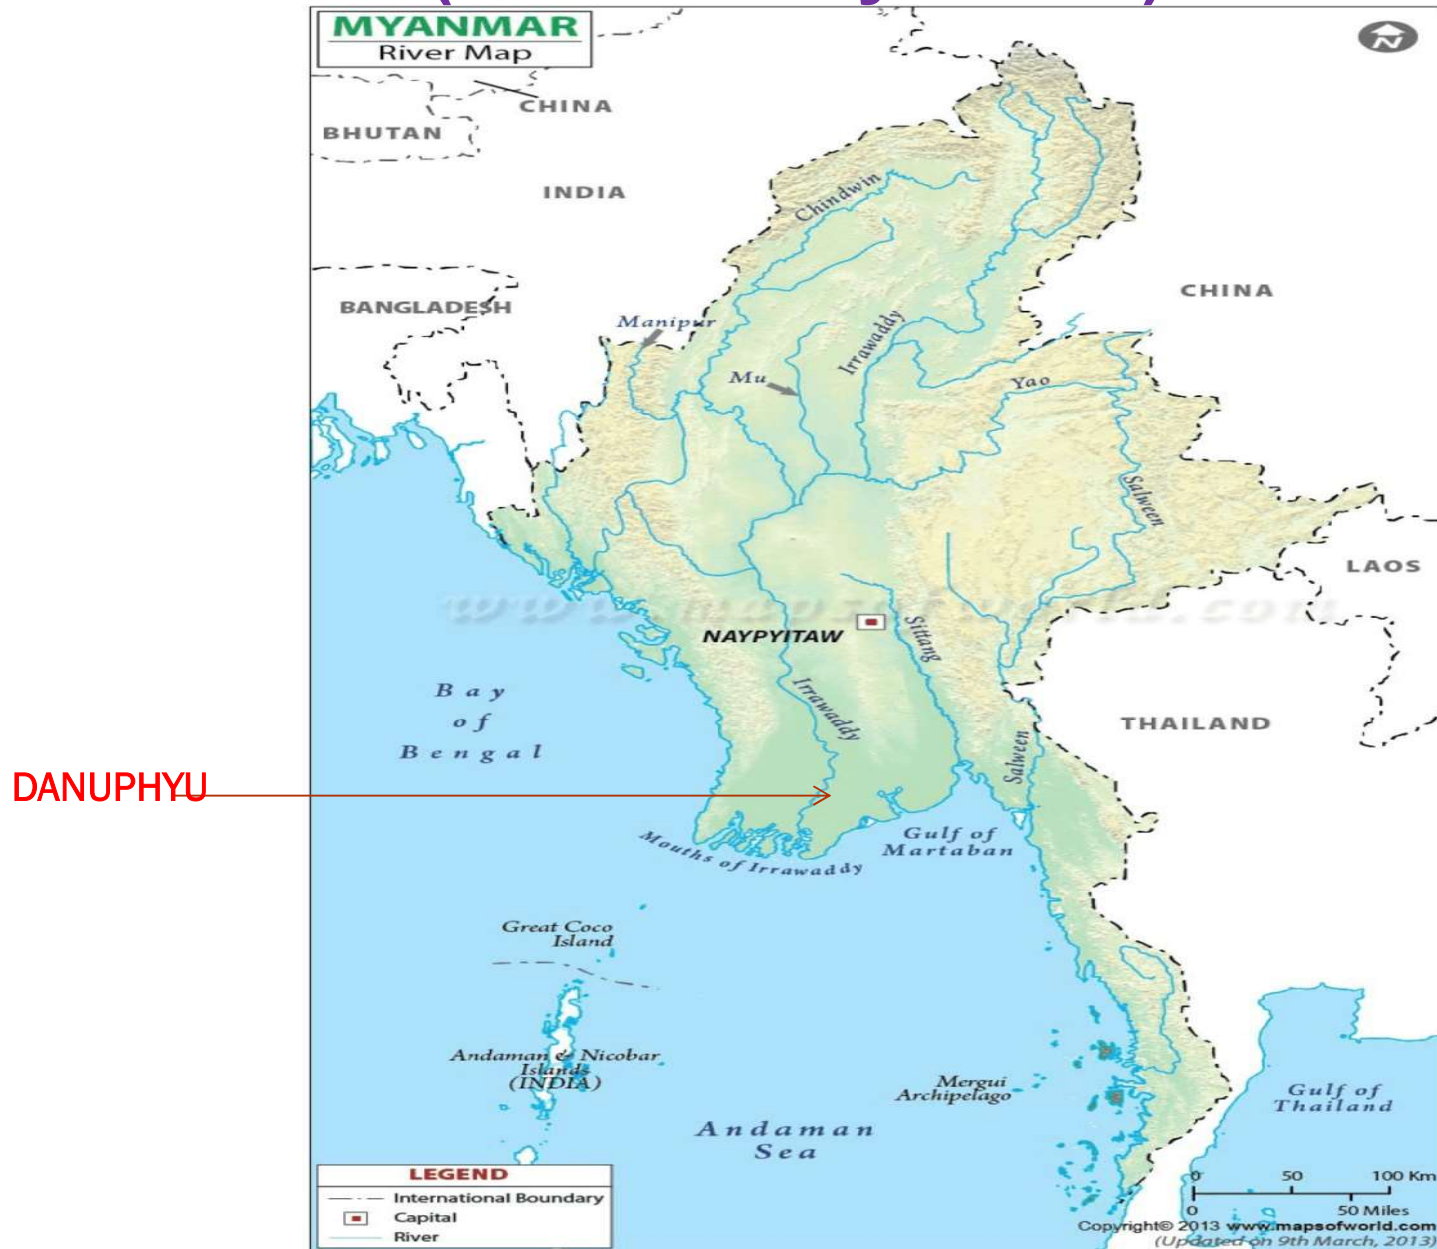 MYANMAR
River Map
N
CHINA
BHUTAN
INDIA
Chindwin
CHINA
BANGLADESH
Manipur
Irrawaddy
Mu
Yao
Salween
LAOS
www.mapsofworld.com
NAYPYITAW
Sittang
Irrawaddy
Bay
of
Bengal
THAILAND
Salween
DANUPHYU
Gulf of
Martaban
Mouths of Irrawaddy
Great Coco
Island
Andaman & Nicobar
Islands
(INDIA)
Mergui
Archipelago
Gulf of
Thailand
Andaman
Sea
LEGEND
International Boundary
Capital
River
0 50 100 Km
0 50 Miles
Copyright© 2013 www.mapsofworld.com
(Updated on 9th March, 2013)